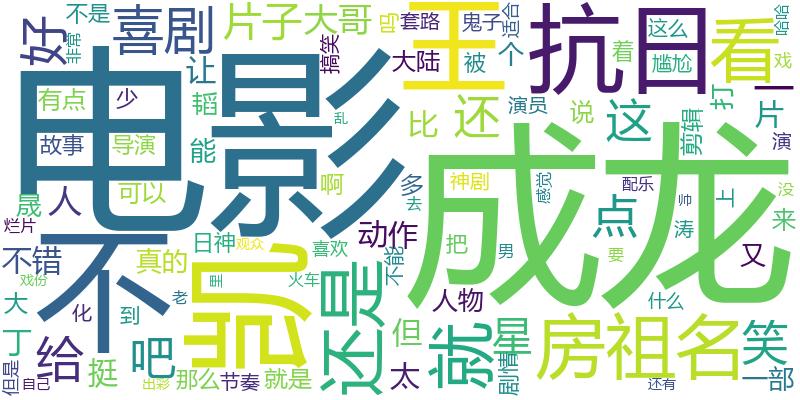 不是
喜剧
片子
大哥
吗
套路
鬼子
适合
这么
哈哈
好
非常
王
抗日
看
让
搞笑
大陆
被
个
着
尴尬
戏
电影
有点
少
韬
乱
比
还
演员
说
这
打
一
片
故事
导演
能
啊
成龙
剪辑
演
晟
人
可以
多
去
神剧
感觉
配乐
帅
上
没
烂片
不
日神
观众
喜欢
动作
把
男
点
涛
来
不错
真的
凯
不能
要
又
戏份
里
火车
还是
人物
什么
大
化
到
老
但
就
星
房祖名
笑
丁
给
吧
太
剧情
但是
自己
挺
出彩
那么
节奏
就是
还有
一部